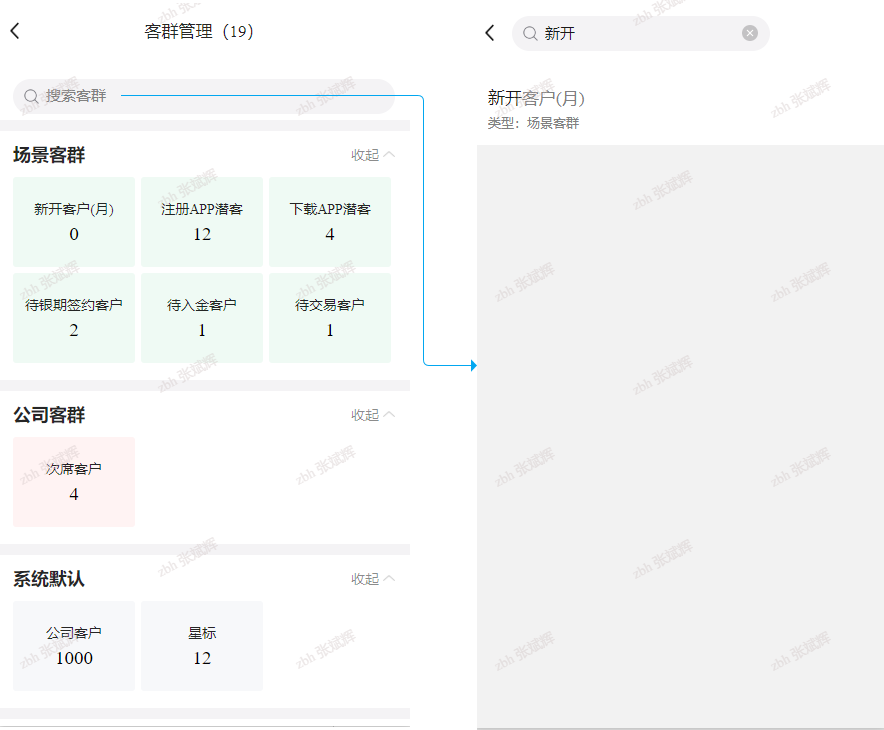 客群管理（19）
搜索客群
场景客群
收起
新开客户(月)
0
注册APP潜客
12
下载APP潜客
4
待银期签约客户
2
待入金客户
1
待交易客户
1
公司客群
收起
次席客户
4
系统默认
收起
公司客户
1000
星标
12
新开
新开客户(月)
类型：场景客群
zbh 张斌辉